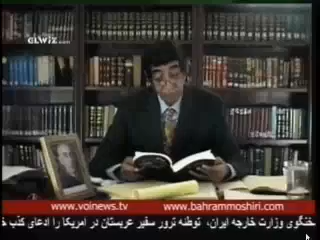 GLWiZ.com
www.voinews.tv www.bahrammoshiri.com
خنگوی وزارت خارجه ایران، توطئه ترور سفیر عربستان در امریکا را ادعای کذب خ